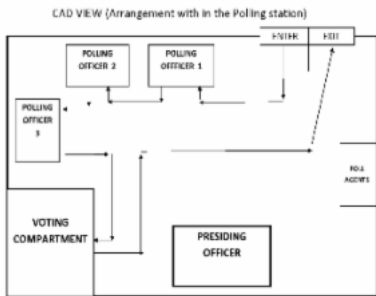 CAD VIEW (Arrangement with in the Polling station)
ENTER EXIT
POLLING
OFFICER 2
POLLING
OFFICER 1
POLLING
OFFICER
3
POLL
AGENTS
VOTING
COMPARTMENT
PRESIDING
OFFICER